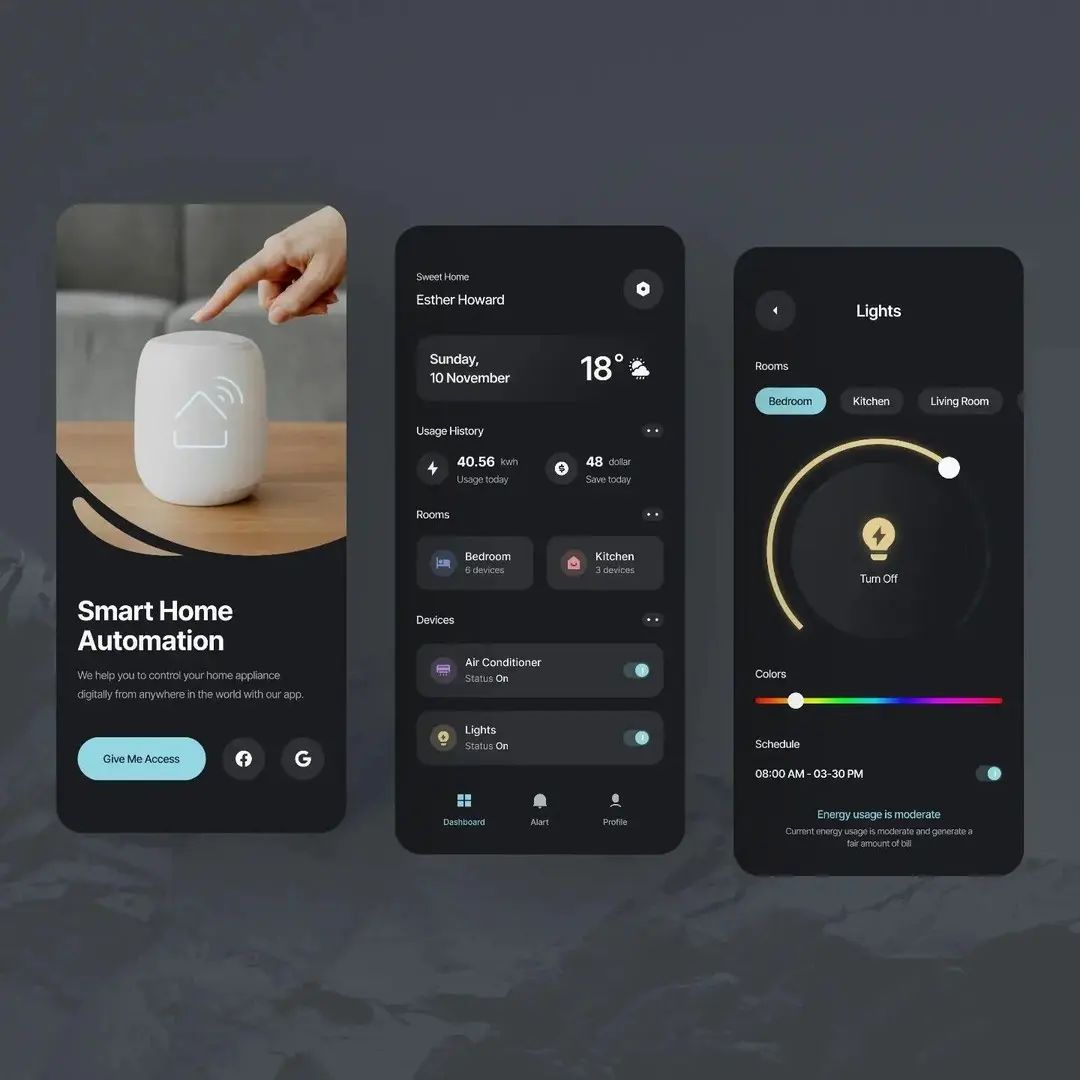 Smart Home
Automation
We help you to control your home appliance
digitally from anywhere in the world with our app.
Give Me Access
Sweet Home
Esther Howard
Sunday,
10 November
18°
Usage History
40.56 kwh
Usage today
48 dollar
Save today
Rooms
Bedroom
6 devices
Kitchen
3 devices
Devices
Air Conditioner
Status On
Lights
Status On
Dashboard
Alart
Profile
Lights
Rooms
Bedroom
Kitchen
Living Room
Turn Off
Colors
Schedule
08:00 AM - 03-30 PM
Energy usage is moderate
Current energy usage is moderate and generate a
fair amount of bill